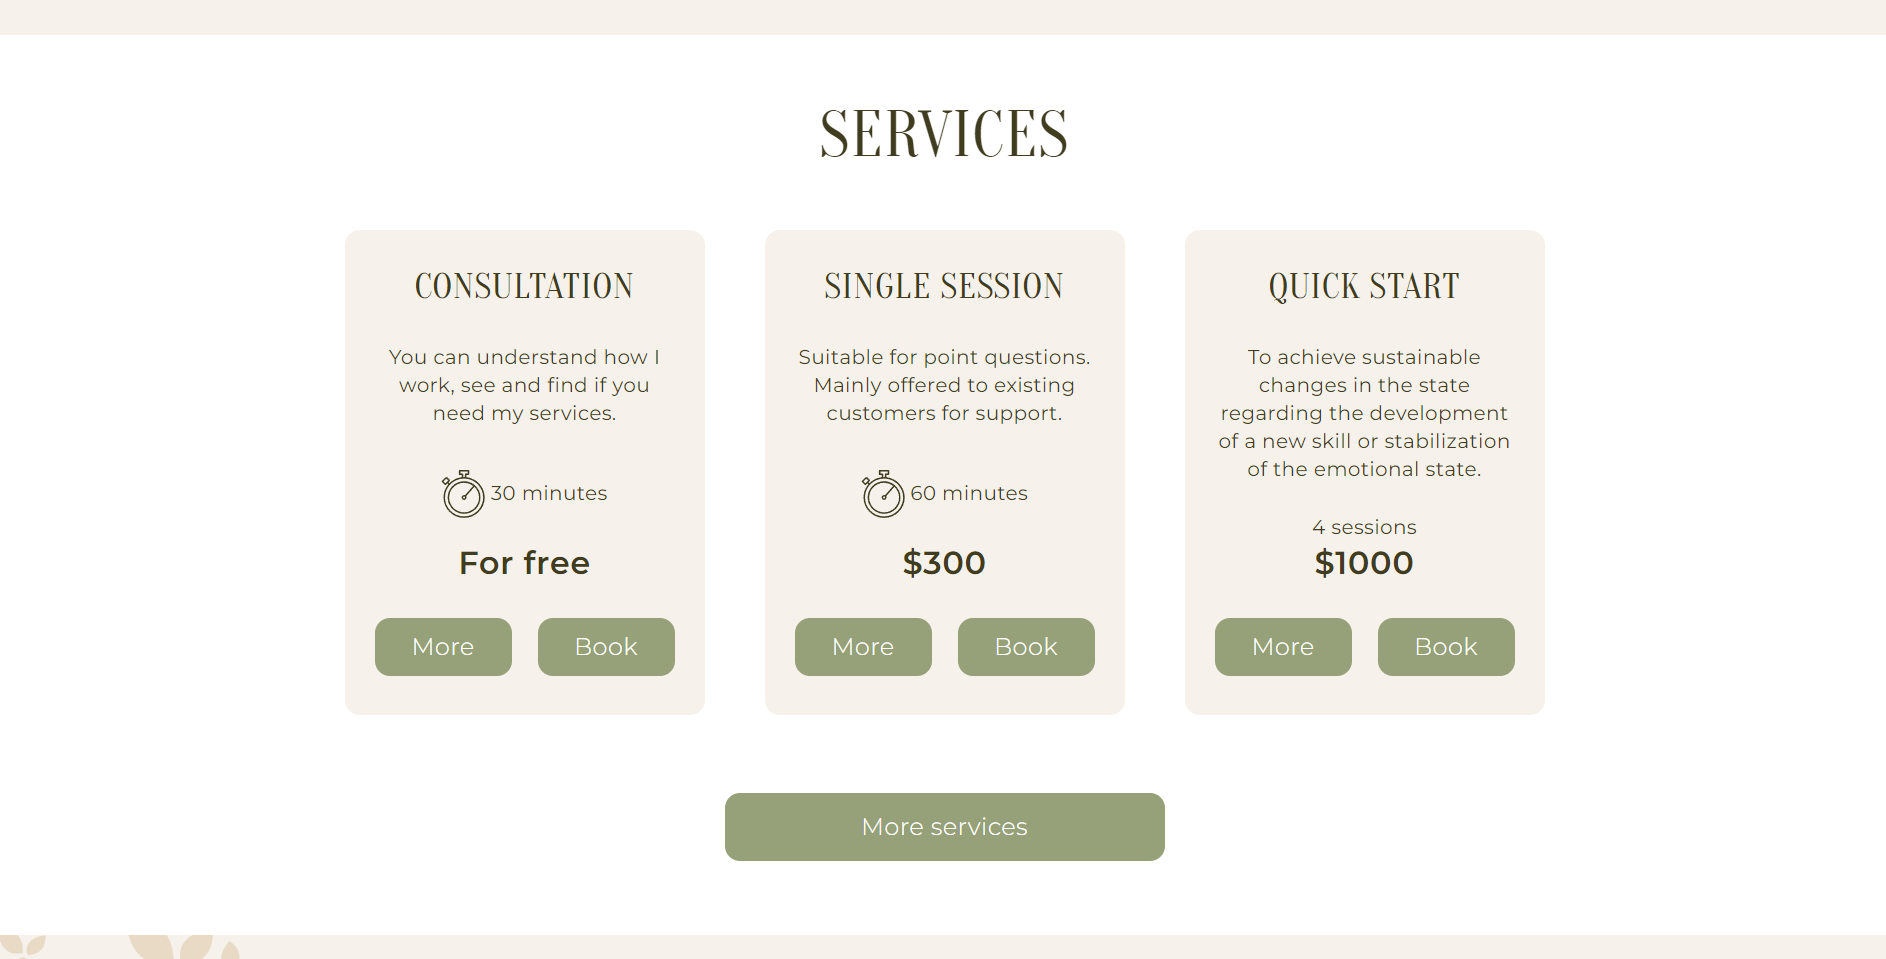 SERVICES
CONSULTATION
You can understand how I
work, see and find if you
need my services.
30 minutes
For free
More
Book
SINGLE SESSION
Suitable for point questions.
Mainly offered to existing
customers for support.
60 minutes
$300
More
Book
QUICK START
To achieve sustainable
changes in the state
regarding the development
of a new skill or stabilization
of the emotional state.
4 sessions
$1000
More
Book
More services